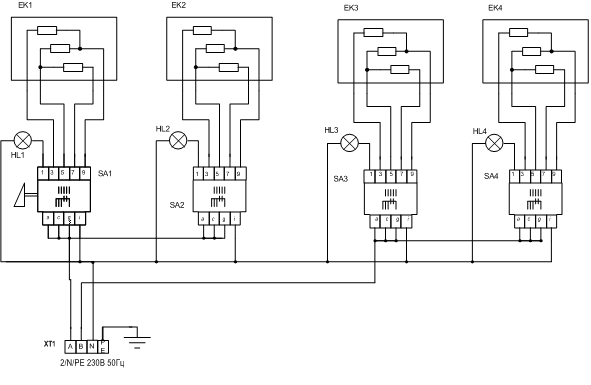 EK1 EK2 EK3 EK4
HL1 HL2 HL3 HL4
1 3 5 7 9 1 3 5 7 9 1 3 5 7 9 1 3 5 7 9
SA1 SA2 SA3 SA4
a c g i a c g i a c g i a c g i
XT1 A B N PE
2/N/PE 230В 50Гц